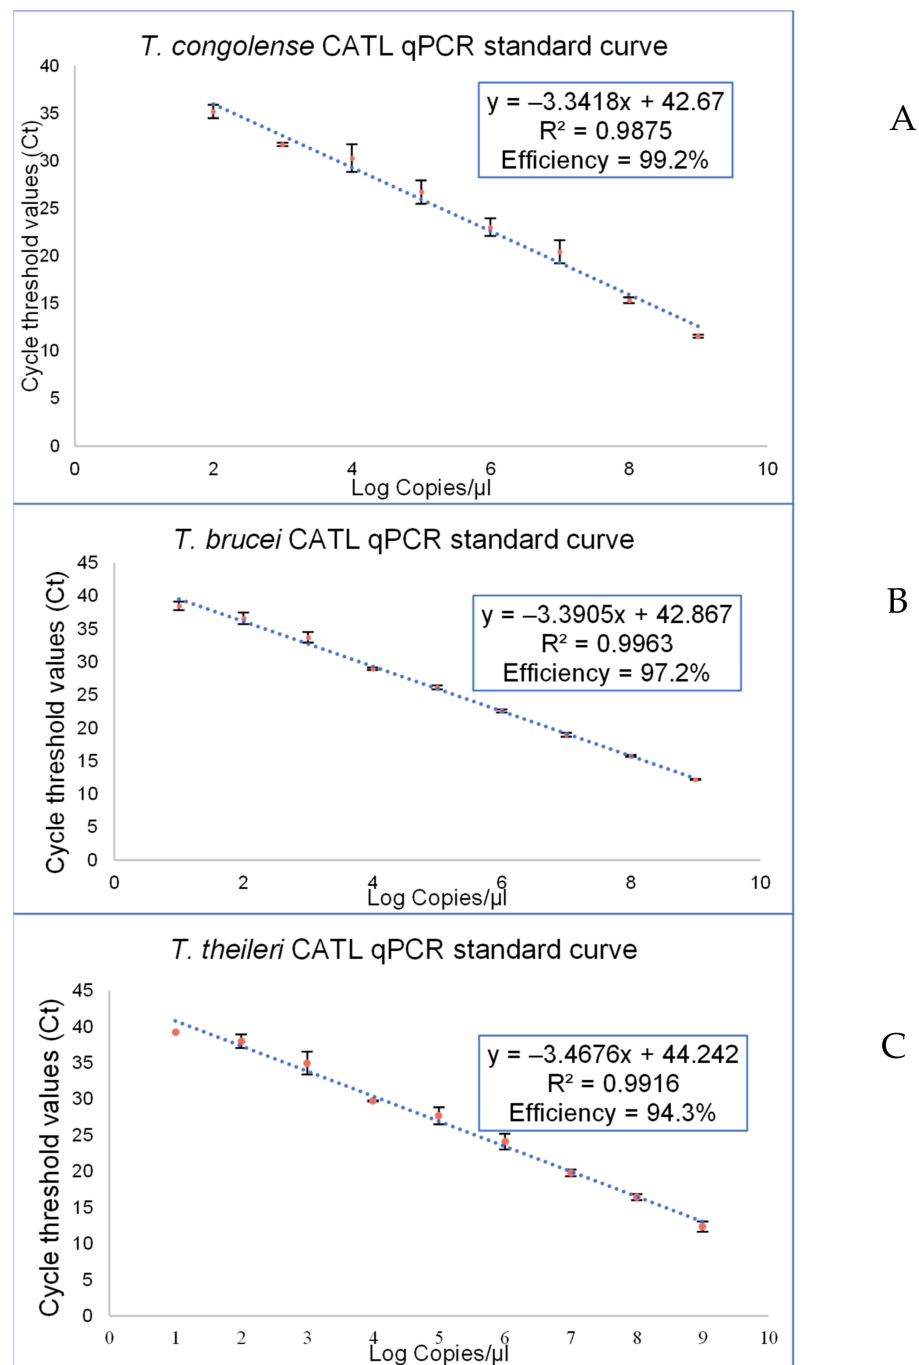 T. congolense CATL qPCR standard curve
A
Cycle threshold values (Ct)
40
35
30
25
20
15
10
5
0
y = –3.3418x + 42.67
R² = 0.9875
Efficiency = 99.2%
0 2 4 6 8 10
Log Copies/µl
T. brucei CATL qPCR standard curve
B
Cycle threshold values (Ct)
45
40
35
30
25
20
15
10
5
0
y = –3.3905x + 42.867
R² = 0.9963
Efficiency = 97.2%
0 2 4 6 8 10
Log Copies/µl
T. theileri CATL qPCR standard curve
C
Cycle threshold values (Ct)
45
40
35
30
25
20
15
10
5
0
y = –3.4676x + 44.242
R² = 0.9916
Efficiency = 94.3%
0 1 2 3 4 5 6 7 8 9 10
Log Copies/µl